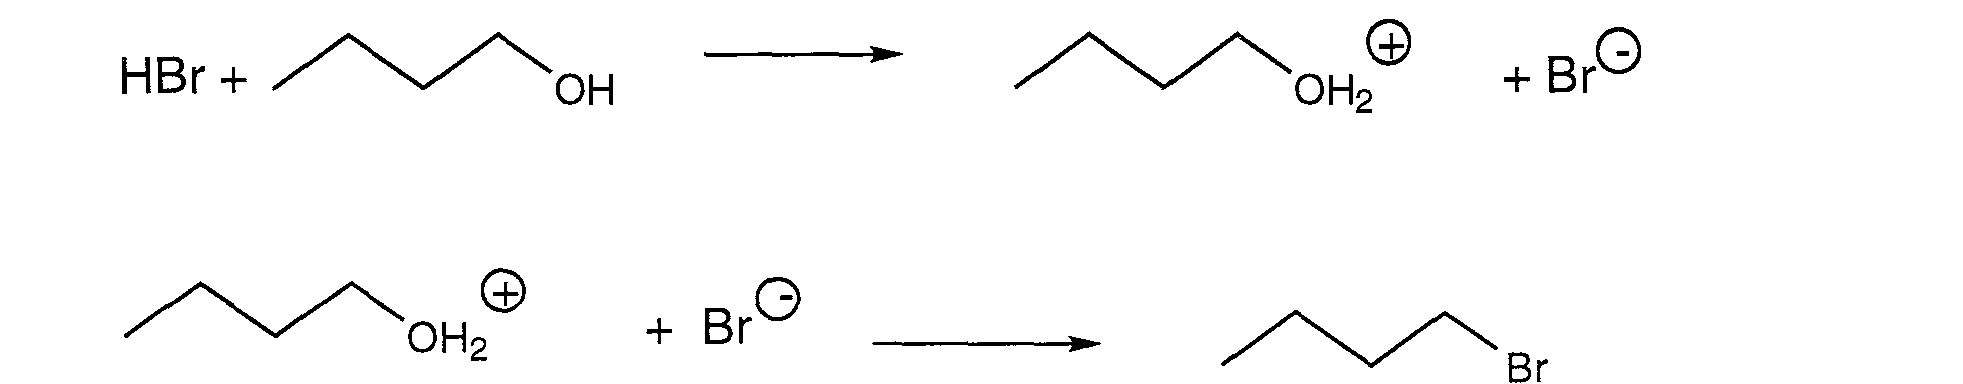 HBr + OH OH₂ ⊕ + Br ⊖
OH₂ ⊕ + Br ⊖ Br